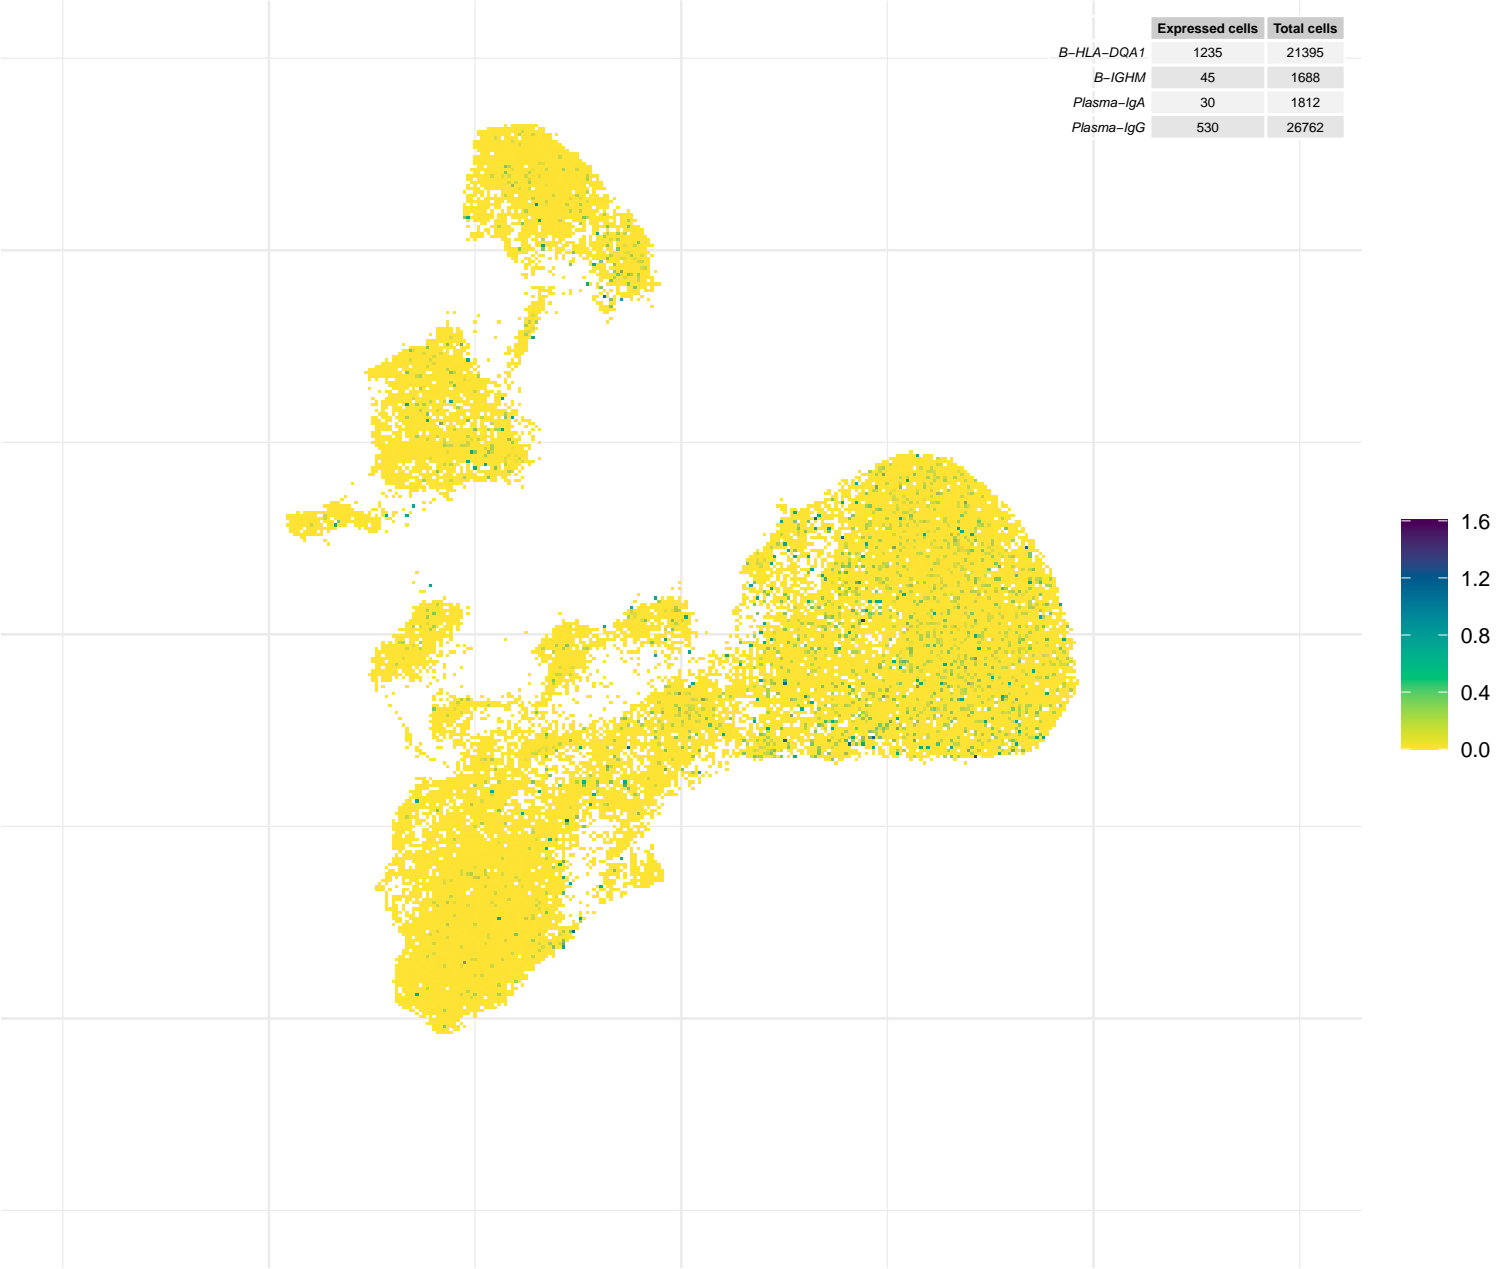 Expressed cells Total cells
B−HLA−DQA1 1235 21395
B−IGHM 45 1688
Plasma−IgA 30 1812
Plasma−IgG 530 26762
1.6
1.2
0.8
0.4
0.0